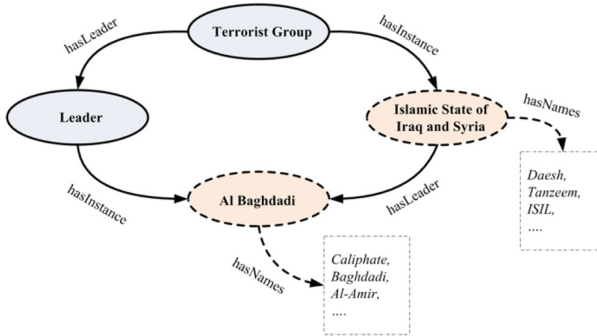 Terrorist Group
hasLeader
hasInstance
Leader
Islamic State of
Iraq and Syria
hasNames
Daesh,
Tanzeem,
ISIL,
....
hasInstance
Al Baghdadi
hasLeader
hasNames
Caliphate,
Baghdadi,
Al-Amir,
....